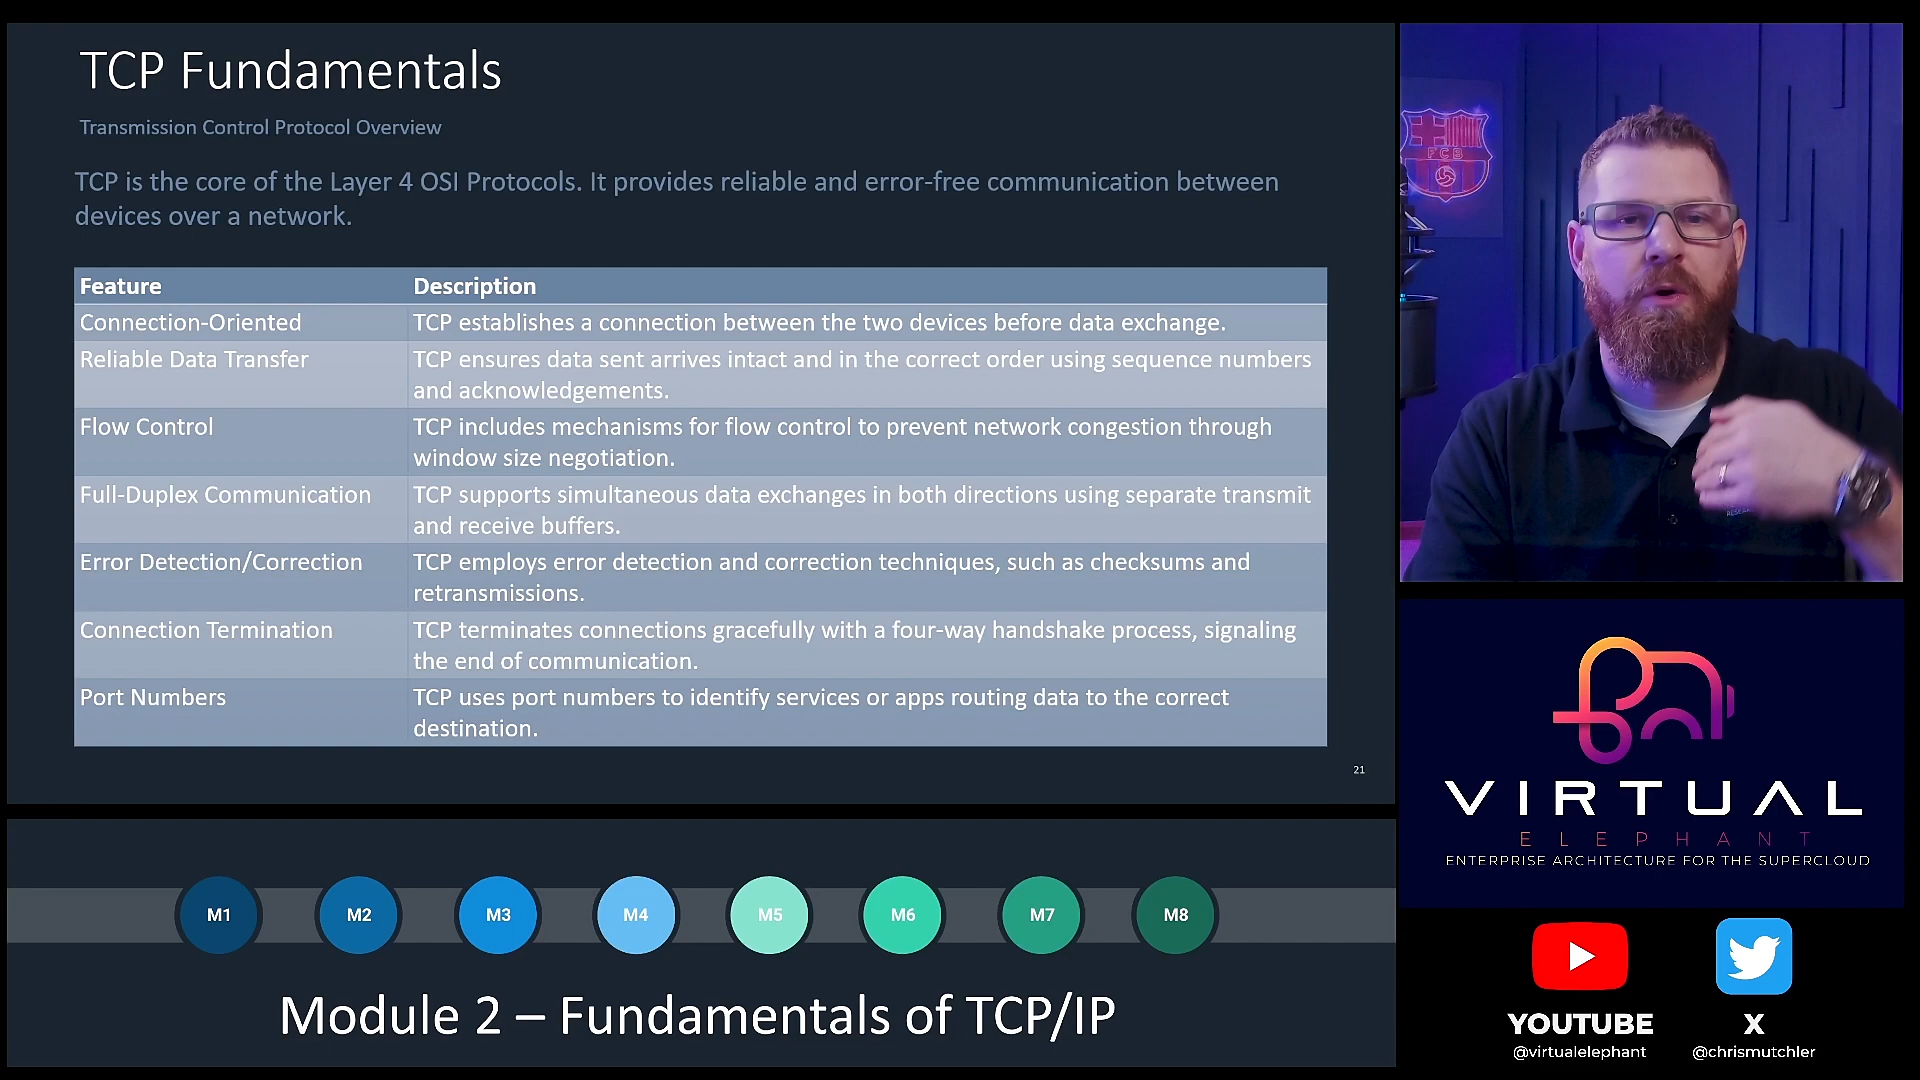 TCP Fundamentals
Transmission Control Protocol Overview
TCP is the core of the Layer 4 OSI Protocols. It provides reliable and error-free communication between
devices over a network.
Feature Description
Connection-Oriented TCP establishes a connection between the two devices before data exchange.
Reliable Data Transfer TCP ensures data sent arrives intact and in the correct order using sequence numbers
and acknowledgements.
Flow Control TCP includes mechanisms for flow control to prevent network congestion through
window size negotiation.
Full-Duplex Communication TCP supports simultaneous data exchanges in both directions using separate transmit
and receive buffers.
Error Detection/Correction TCP employs error detection and correction techniques, such as checksums and
retransmissions.
Connection Termination TCP terminates connections gracefully with a four-way handshake process, signaling
the end of communication.
Port Numbers TCP uses port numbers to identify services or apps routing data to the correct
destination.
21
M1 M2 M3 M4 M5 M6 M7 M8
Module 2 – Fundamentals of TCP/IP
FCB
VIRTUAL
ELEPHANT
ENTERPRISE ARCHITECTURE FOR THE SUPERCLOUD
YOUTUBE
@virtualelephant
X
@chrismutchler